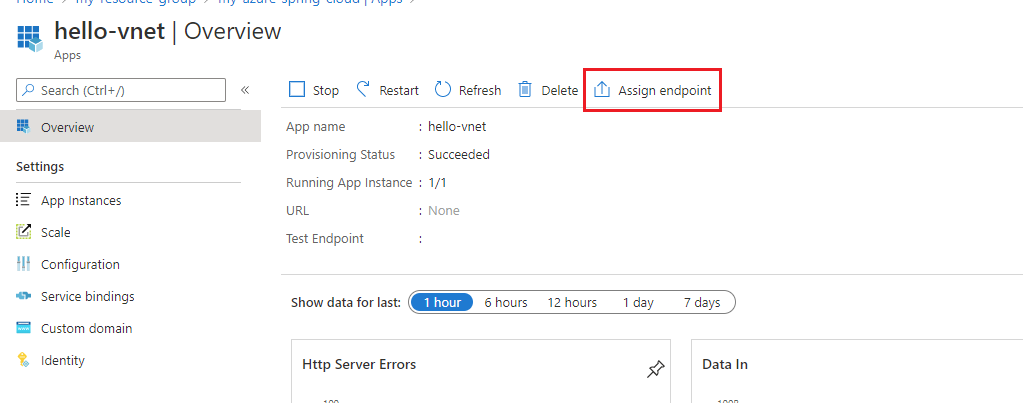 Home > my-resource-group > my-azure-spring-cloud | Apps >
hello-vnet | Overview
Apps
Search (Ctrl+/)
«
Stop
Restart
Refresh
Delete
Assign endpoint
Overview
Settings
App Instances
Scale
Configuration
Service bindings
Custom domain
Identity
App name : hello-vnet
Provisioning Status : Succeeded
Running App Instance : 1/1
URL : None
Test Endpoint :
Show data for last: 1 hour 6 hours 12 hours 1 day 7 days
Http Server Errors
100
Data In